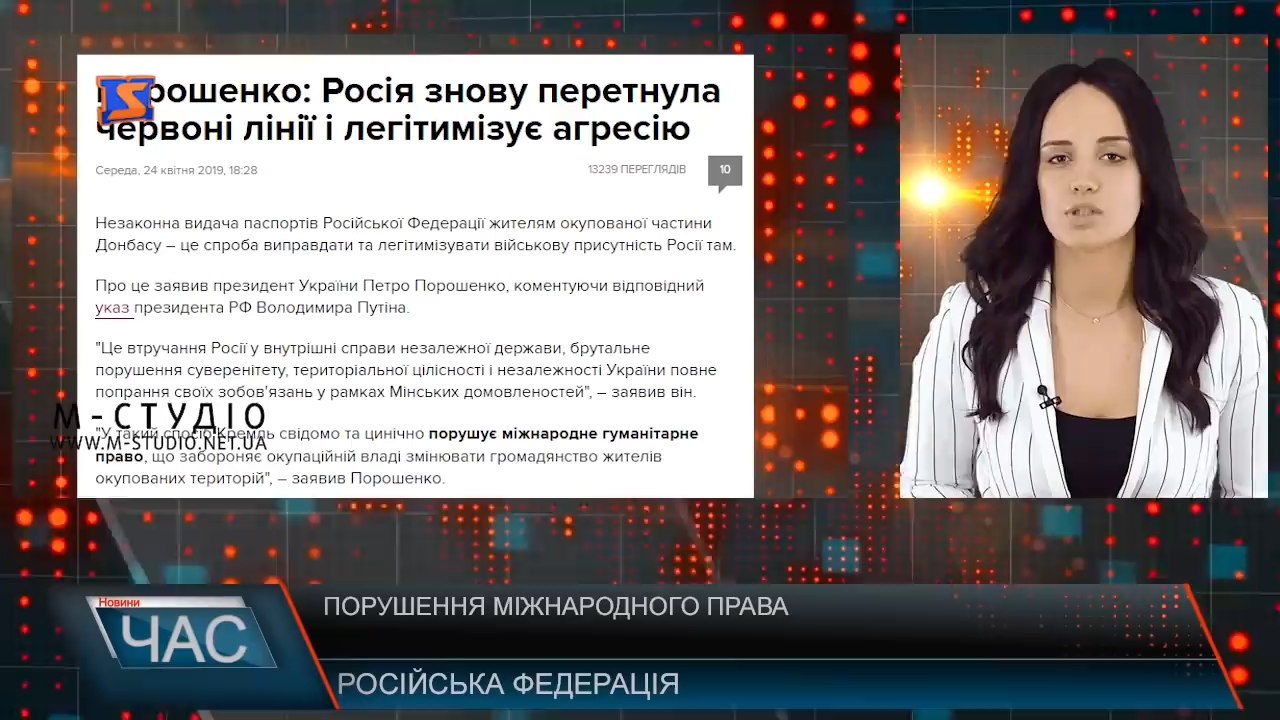 Порошенко: Росія знову перетнула
червоні лінії і легітимізує агресію
Середа, 24 квітня 2019, 18:28
13239 ПЕРЕГЛЯДІВ
10
Незаконна видача паспортів Російської Федерації жителям окупованої частини
Донбасу – це спроба виправдати та легітимізувати військову присутність Росії там.
Про це заявив президент України Петро Порошенко, коментуючи відповідний
указ президента РФ Володимира Путіна.
"Це втручання Росії у внутрішні справи незалежної держави, брутальне
порушення суверенітету, територіальної цілісності і незалежності України повне
попрання своїх зобов'язань у рамках Мінських домовленостей", – заявив він.
М-СТУДІО
WWW.M-STUDIO.NET.UA
"У такий спосіб Кремль свідомо та цинічно порушує міжнародне гуманітарне
право, що забороняє окупаційній владі змінювати громадянство жителів
окупованих територій", – заявив Порошенко.
Новини
ЧАС
ПОРУШЕННЯ МІЖНАРОДНОГО ПРАВА
РОСІЙСЬКА ФЕДЕРАЦІЯ